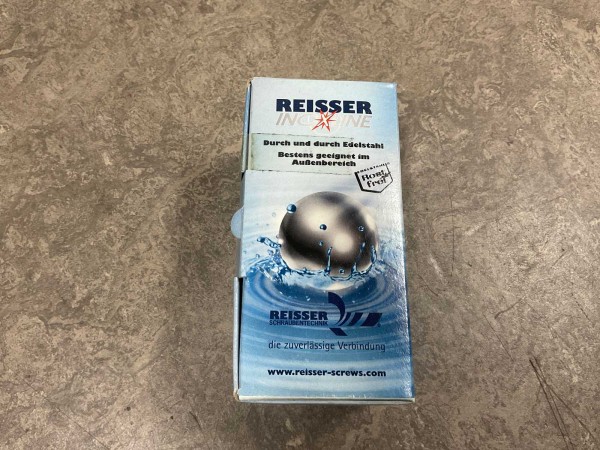 REISSER
INOXLINE
Durch und durch Edelstahl
Bestens geeignet im
Außenbereich
Rost
frei
REISSER
SCHRAUBENTECHNIK
die zuverlässige Verbindung
www.reisser-screws.com